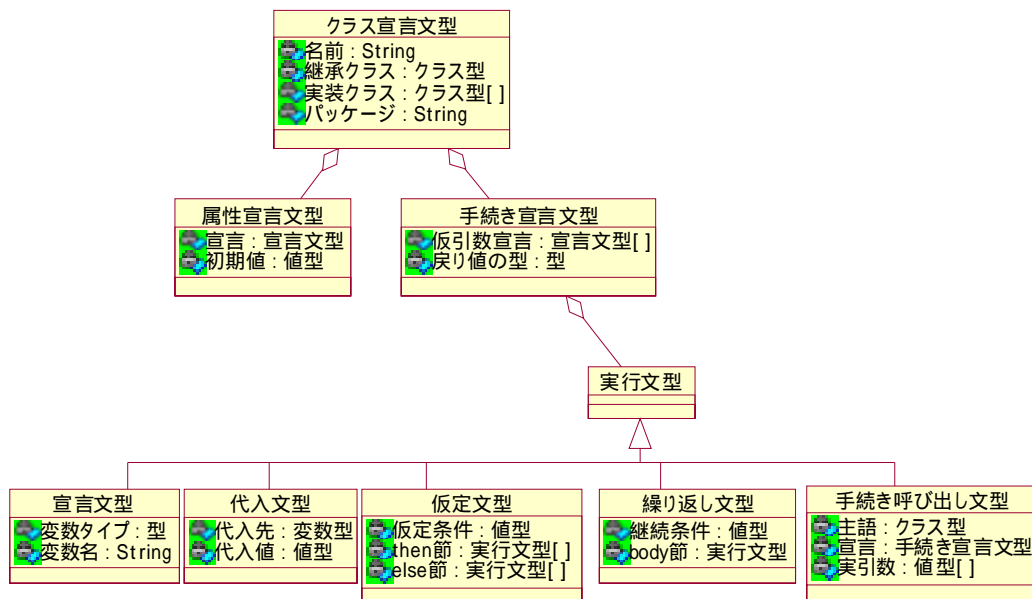 クラス宣言文型
名前 : String
継承クラス : クラス型
実装クラス : クラス型[ ]
パッケージ : String
属性宣言文型
宣言 : 宣言文型
初期値 : 値型
手続き宣言文型
仮引数宣言 : 宣言文型[ ]
戻り値の型 : 型
実行文型
宣言文型
変数タイプ : 型
変数名 : String
代入文型
代入先 : 変数型
代入値 : 値型
仮定文型
仮定条件 : 値型
then節 : 実行文型[ ]
else節 : 実行文型[ ]
繰り返し文型
継続条件 : 値型
body節 : 実行文型
手続き呼び出し文型
主語 : クラス型
宣言 : 手続き宣言文型
実引数 : 値型[ ]